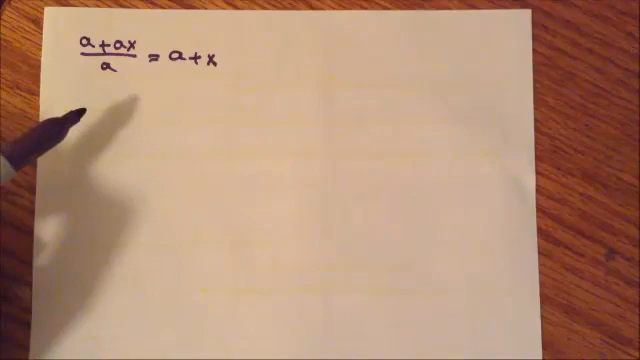 a + ax / a = a + x